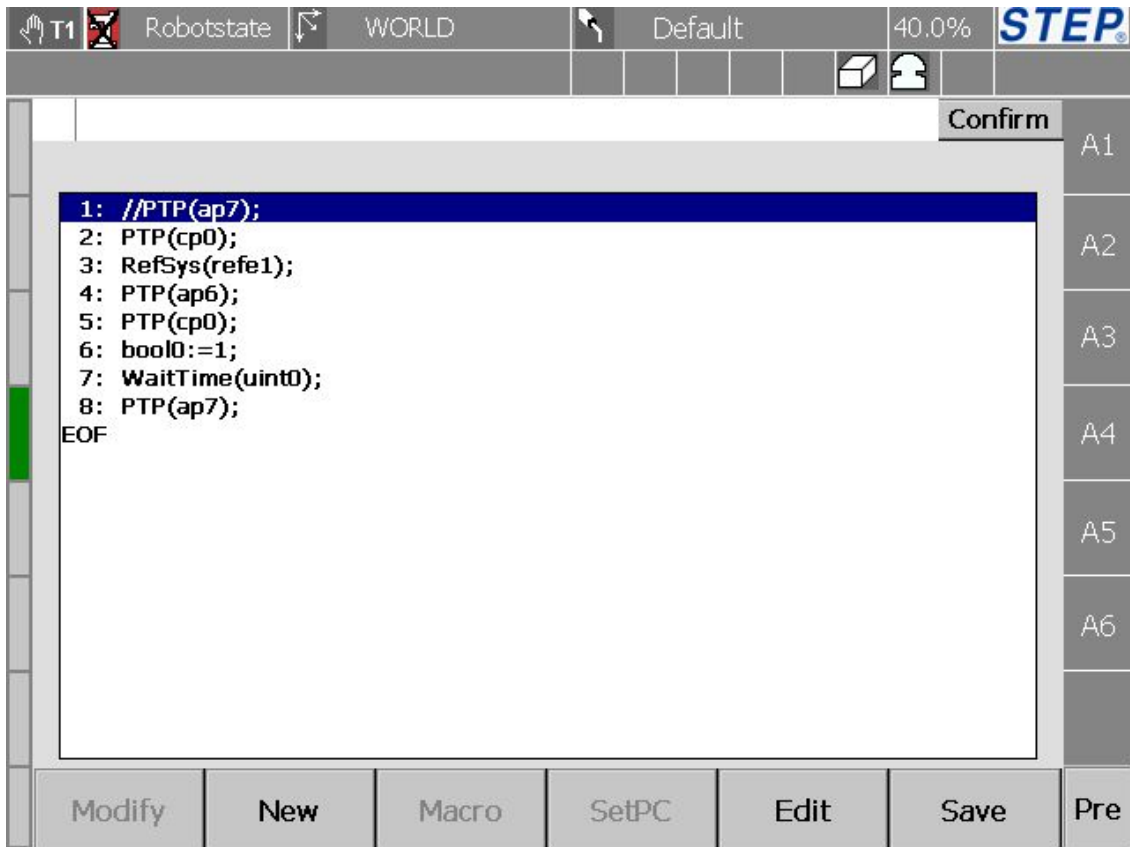 T1 Robotstate WORLD Default 40.0% STEP®
Confirm
A1
1: //PTP(ap7);
2: PTP(cp0);
3: RefSys(refe1);
4: PTP(ap6);
5: PTP(cp0);
6: bool0:=1;
7: WaitTime(uint0);
8: PTP(ap7);
EOF
A2
A3
A4
A5
A6
Modify New Macro SetPC Edit Save Pre